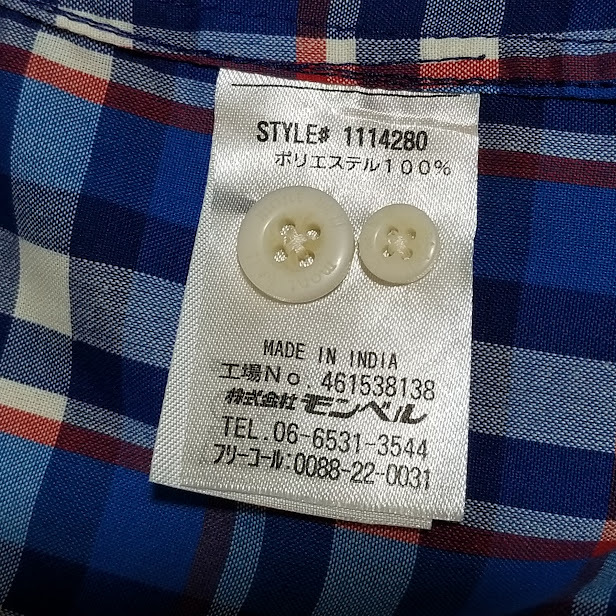 STYLE# 1114280
ポリエステル100%
MADE IN INDIA
工場No. 461538138
株式会社 モンベル
TEL.06-6531-3544
フリーコール:0088-22-0031